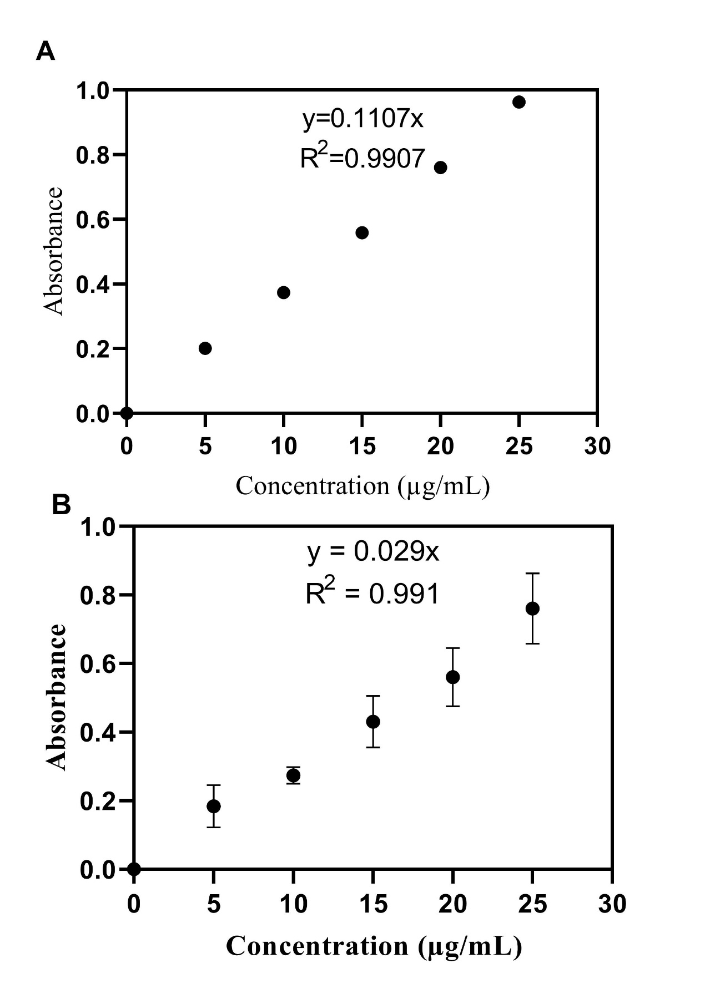 A
1.0
y=0.1107x
R²=0.9907
0.8
0.6
0.4
0.2
0.0
Absorbance
0 5 10 15 20 25 30
Concentration (µg/mL)
B
1.0
y = 0.029x
R² = 0.991
0.8
0.6
0.4
0.2
0.0
Absorbance
0 5 10 15 20 25 30
Concentration (µg/mL)